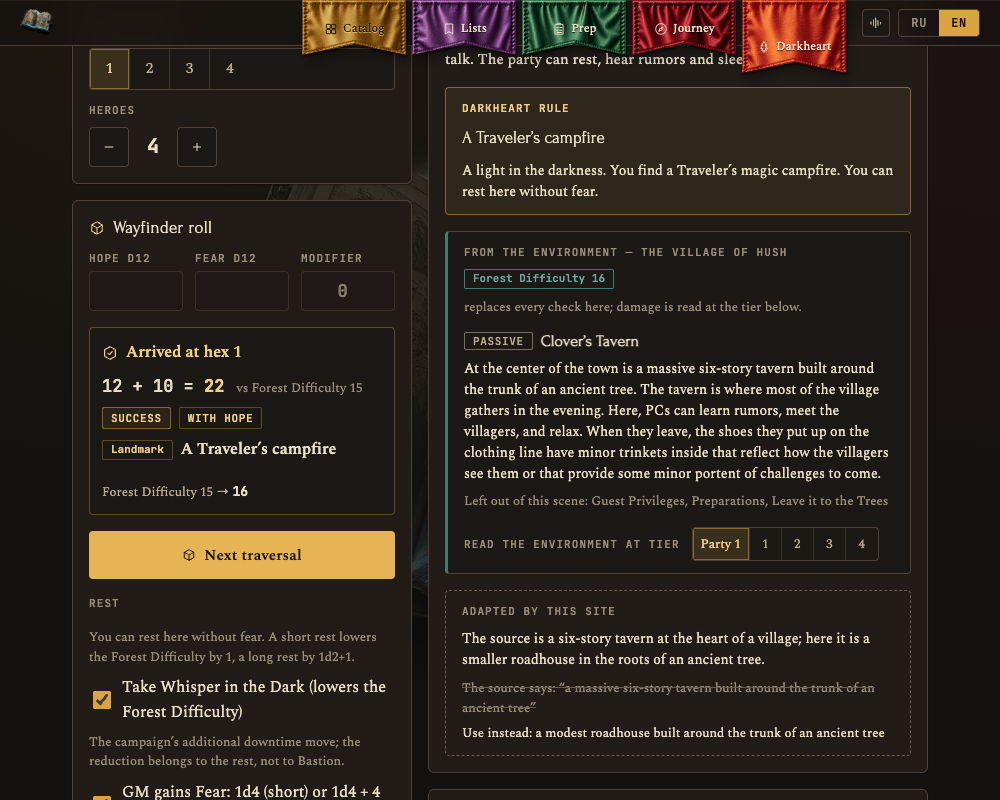 Catalog
Lists
Prep
Journey
Darkheart
RU
EN
1 2 3 4
HEROES
− 4 +
Wayfinder roll
HOPE D12 FEAR D12 MODIFIER
0
Arrived at hex 1
12 + 10 = 22 vs Forest Difficulty 15
SUCCESS WITH HOPE
Landmark A Traveler’s campfire
Forest Difficulty 15 → 16
Next traversal
REST
You can rest here without fear. A short rest lowers
the Forest Difficulty by 1, a long rest by 1d2+1.
Take Whisper in the Dark (lowers the
Forest Difficulty)
The campaign’s additional downtime move; the
reduction belongs to the rest, not to Bastion.
GM gains Fear: 1d4 (short) or 1d4 + 4
talk. The party can rest, hear rumors and slee
DARKHEART RULE
A Traveler’s campfire
A light in the darkness. You find a Traveler’s magic campfire. You can
rest here without fear.
FROM THE ENVIRONMENT — THE VILLAGE OF HUSH
Forest Difficulty 16
replaces every check here; damage is read at the tier below.
PASSIVE Clover’s Tavern
At the center of the town is a massive six-story tavern built around
the trunk of an ancient tree. The tavern is where most of the village
gathers in the evening. Here, PCs can learn rumors, meet the
villagers, and relax. When they leave, the shoes they put up on the
clothing line have minor trinkets inside that reflect how the villagers
see them or that provide some minor portent of challenges to come.
Left out of this scene: Guest Privileges, Preparations, Leave it to the Trees
READ THE ENVIRONMENT AT TIER Party 1 1 2 3 4
ADAPTED BY THIS SITE
The source is a six-story tavern at the heart of a village; here it is a
smaller roadhouse in the roots of an ancient tree.
The source says: “a massive six-story tavern built around the trunk of an
ancient tree”
Use instead: a modest roadhouse built around the trunk of an ancient tree